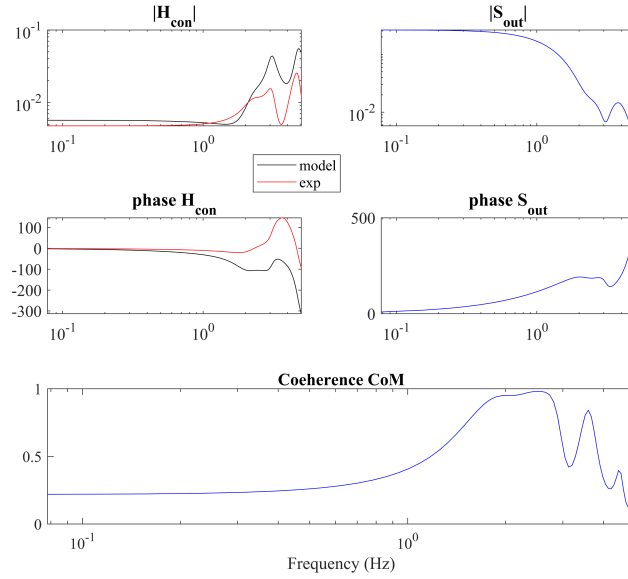 |H_con|
|S_out|
10^-1
10^-2
10^-1
10^0
10^-2
10^-1
10^0
model
exp
phase H_con
phase S_out
100
0
-100
-200
-300
10^-1
10^0
500
0
10^-1
10^0
Coeherence CoM
1
0.5
0
10^-1
10^0
Frequency (Hz)